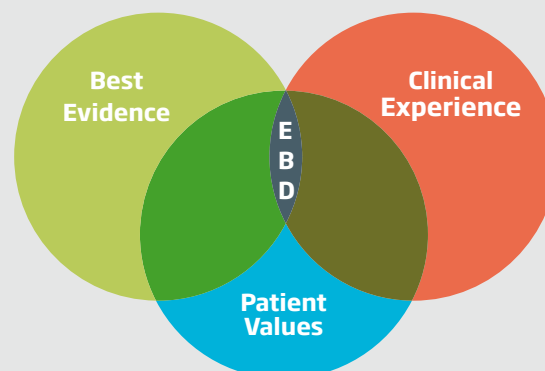 Best
Evidence
Clinical
Experience
E
B
D
Patient
Values